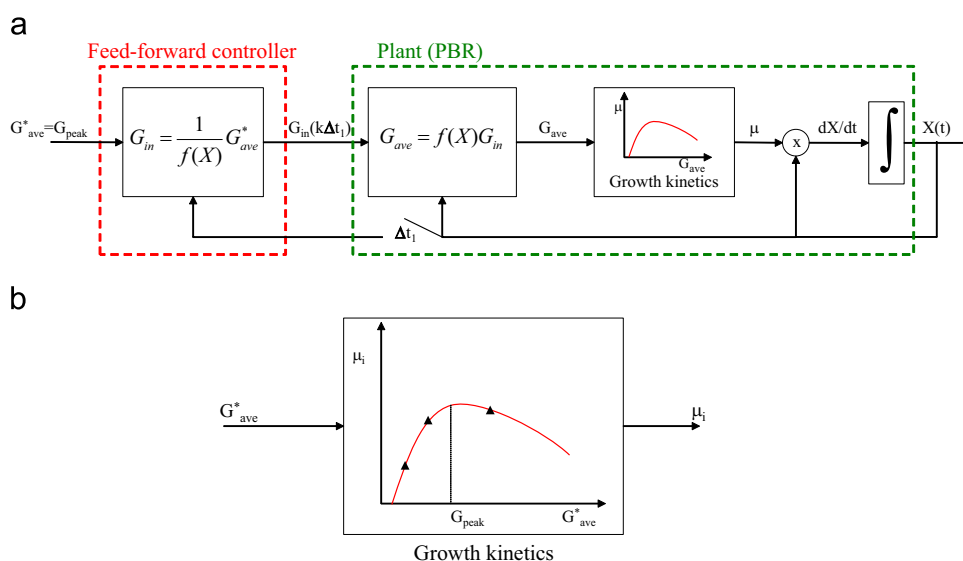 a
Feed-forward controller
Plant (PBR)
G*ave=Gpeak
Gin = 1/f(X) G*ave
Gin(kΔt1)
Gave = f(X)Gin
Gave
μ
Gave
Growth kinetics
μ
x
dX/dt
∫
X(t)
Δt1
b
G*ave
μi
Gpeak
G*ave
μi
Growth kinetics